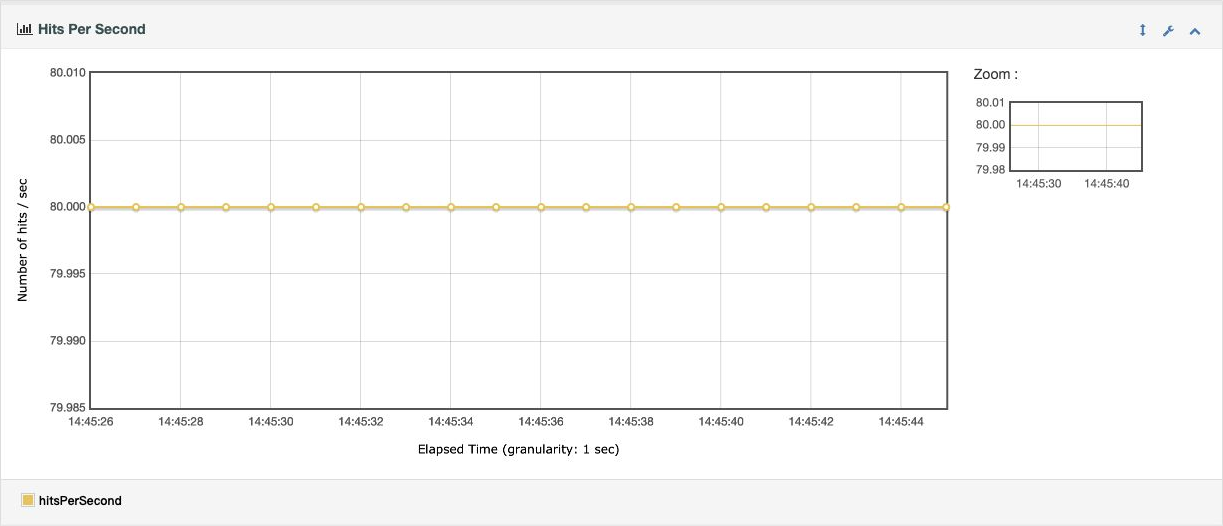 Hits Per Second
80.010
80.005
80.000
79.995
79.990
79.985
Number of hits / sec
14:45:26 14:45:28 14:45:30 14:45:32 14:45:34 14:45:36 14:45:38 14:45:40 14:45:42 14:45:44
Elapsed Time (granularity: 1 sec)
Zoom :
80.01
80.00
79.99
79.98
14:45:30 14:45:40
hitsPerSecond